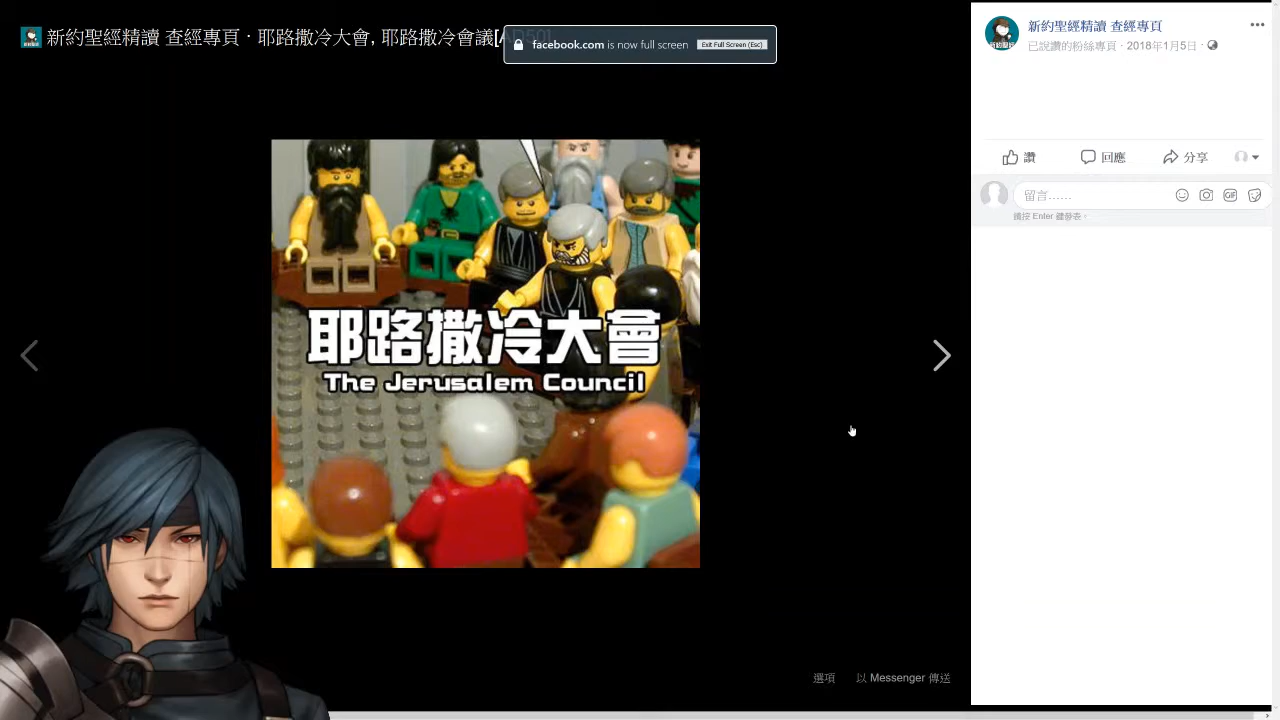 新約聖經精讀 查經專頁 · 耶路撒冷大會, 耶路撒冷會議[AD50]
facebook.com is now full screen
Exit Full Screen (Esc)
耶路撒冷大會
The Jerusalem Council
選項
以 Messenger 傳送
新約聖經精讀 查經專頁
已說讚的粉絲專頁 · 2018年1月5日 ·
讚
回應
分享
留言......
請按 Enter 鍵發表。